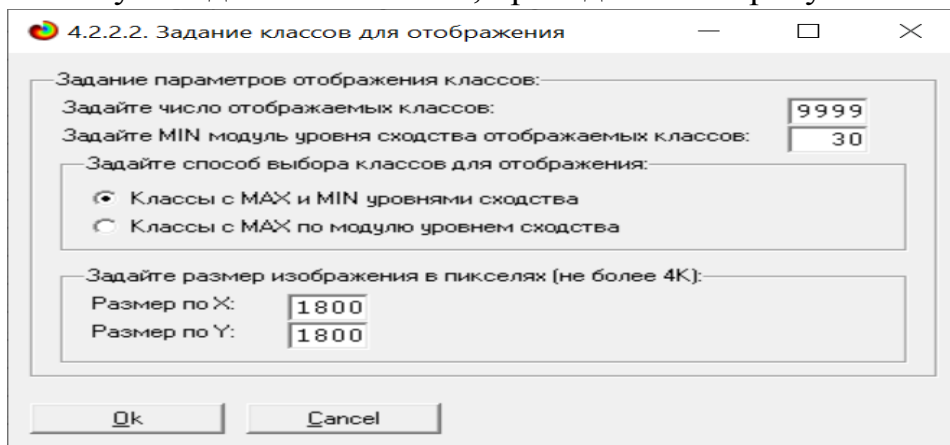 4.2.2.2. Задание классов для отображения
Задание параметров отображения классов:
Задайте число отображаемых классов: 9999
Задайте MIN модуль уровня сходства отображаемых классов: 30
Задайте способ выбора классов для отображения:
Классы с MAX и MIN уровнями сходства
Классы с MAX по модулю уровнем сходства
Задайте размер изображения в пикселях (не более 4K):
Размер по X: 1800
Размер по Y: 1800
Ok Cancel